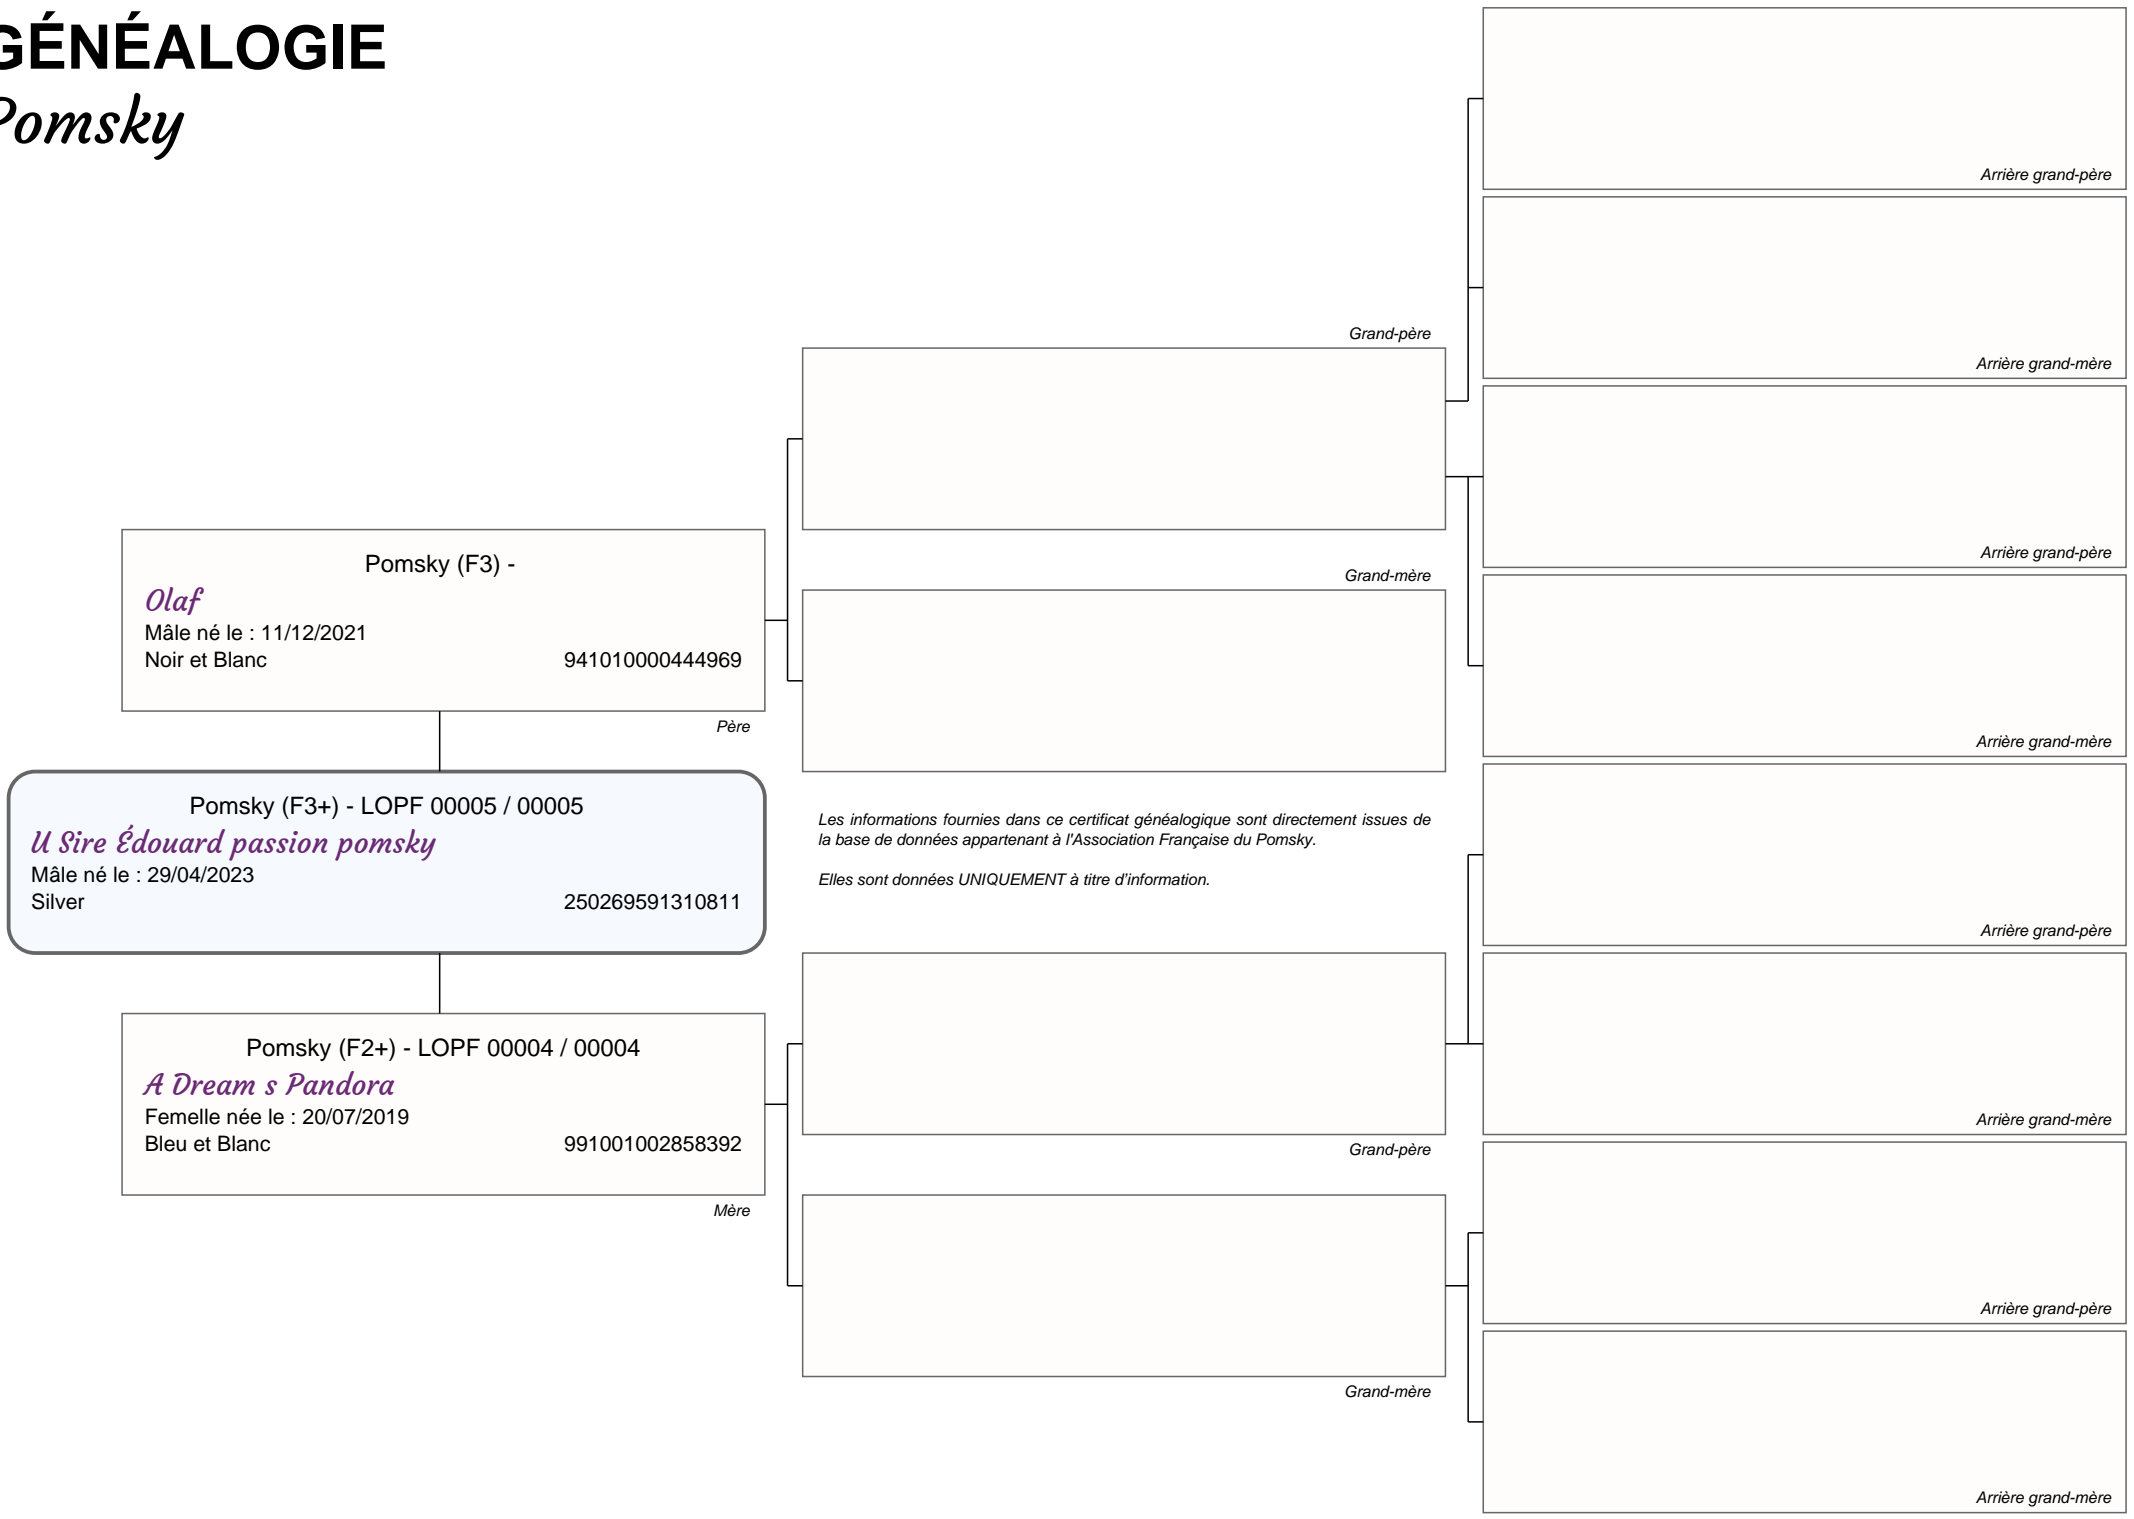 GÉNÉALOGIE
Pomsky
Pomsky (F3) -
Olaf
Mâle né le : 11/12/2021
Noir et Blanc 941010000444969
Père
Pomsky (F3+) - LOPF 00005 / 00005
U Sire Édouard passion pomsky
Mâle né le : 29/04/2023
Silver 250269591310811
Pomsky (F2+) - LOPF 00004 / 00004
A Dream s Pandora
Femelle née le : 20/07/2019
Bleu et Blanc 991001002858392
Mère
Grand-père
Grand-mère
Les informations fournies dans ce certificat généalogique sont directement issues de
la base de données appartenant à l'Association Française du Pomsky.
Elles sont données UNIQUEMENT à titre d’information.
Grand-père
Grand-mère
Arrière grand-père
Arrière grand-mère
Arrière grand-père
Arrière grand-mère
Arrière grand-père
Arrière grand-mère
Arrière grand-père
Arrière grand-mère